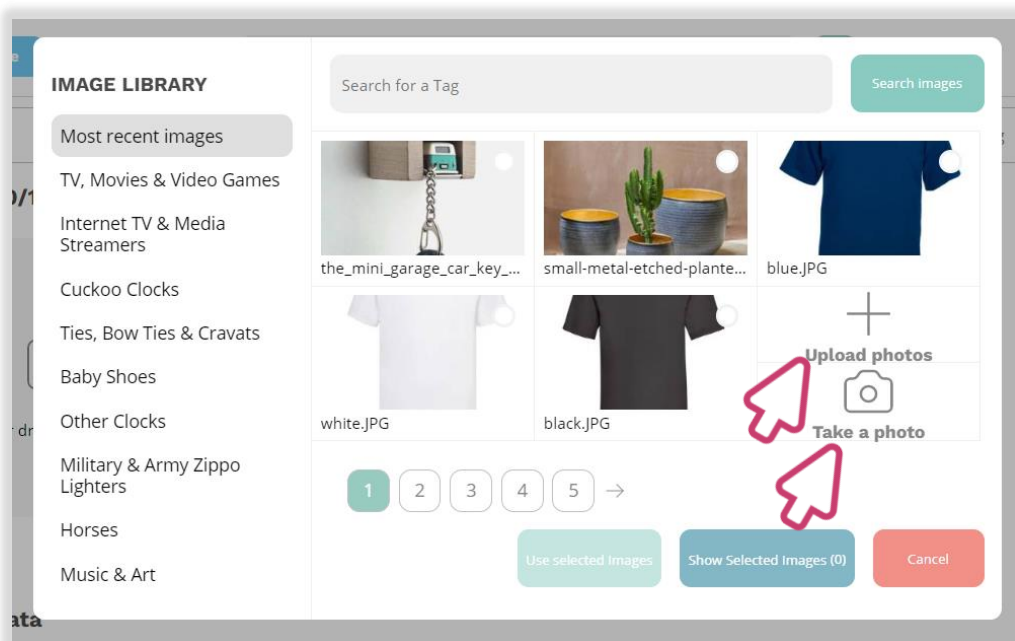 IMAGE LIBRARY
Most recent images
TV, Movies & Video Games
Internet TV & Media
Streamers
Cuckoo Clocks
Ties, Bow Ties & Cravats
Baby Shoes
Other Clocks
Military & Army Zippo
Lighters
Horses
Music & Art
Search for a Tag
Search images
the_mini_garage_car_key_...
small-metal-etched-plante...
blue.JPG
white.JPG
black.JPG
Upload photos
Take a photo
1 2 3 4 5
Use selected Images
Show Selected Images (0)
Cancel
ata